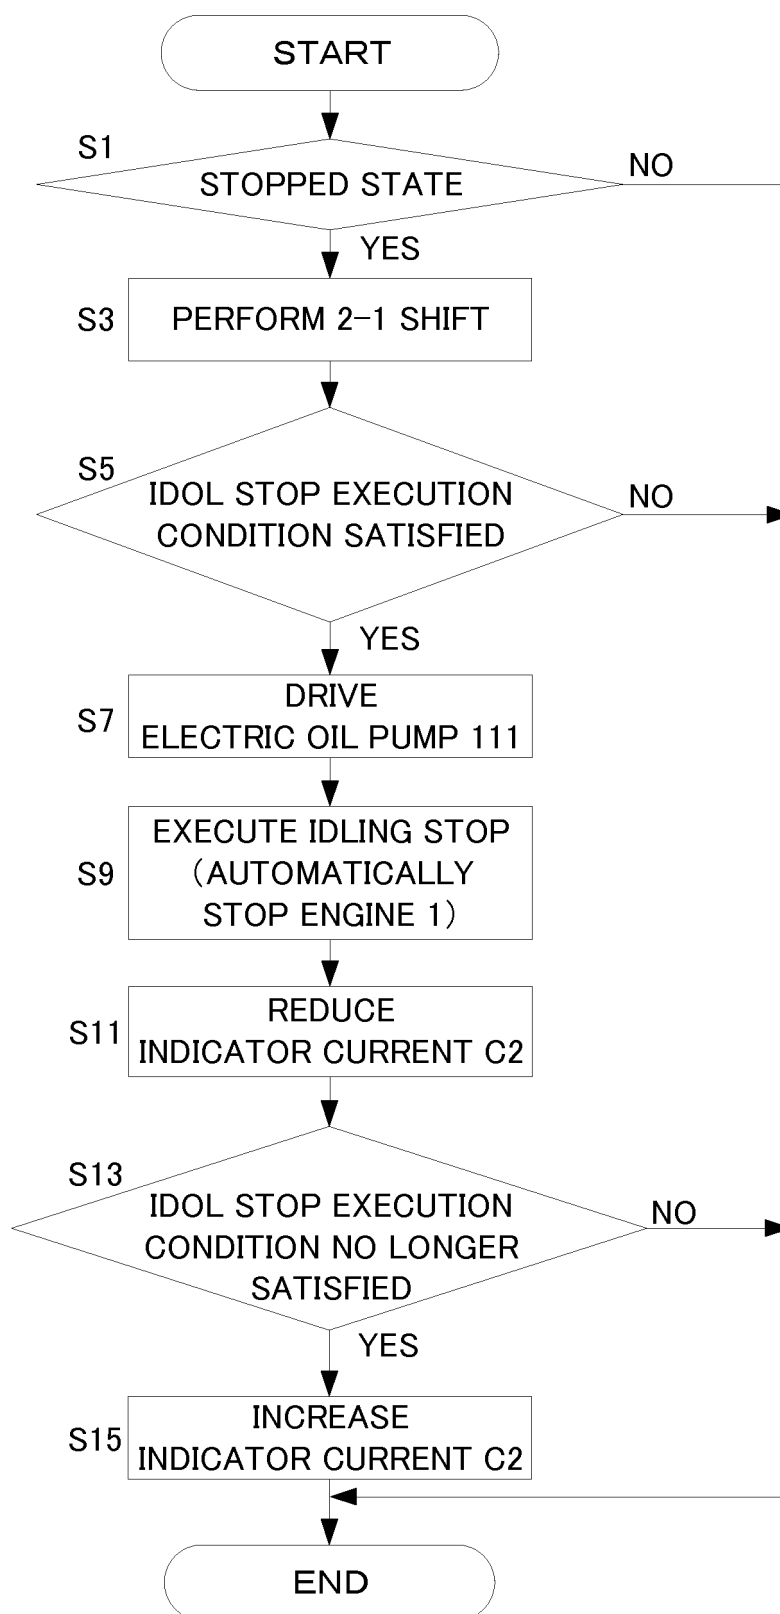 START
S1
STOPPED STATE
NO
YES
S3
PERFORM 2-1 SHIFT
S5
IDOL STOP EXECUTION
CONDITION SATISFIED
NO
YES
S7
DRIVE
ELECTRIC OIL PUMP 111
S9
EXECUTE IDLING STOP
(AUTOMATICALLY
STOP ENGINE 1)
S11
REDUCE
INDICATOR CURRENT C2
S13
IDOL STOP EXECUTION
CONDITION NO LONGER
SATISFIED
NO
YES
S15
INCREASE
INDICATOR CURRENT C2
END